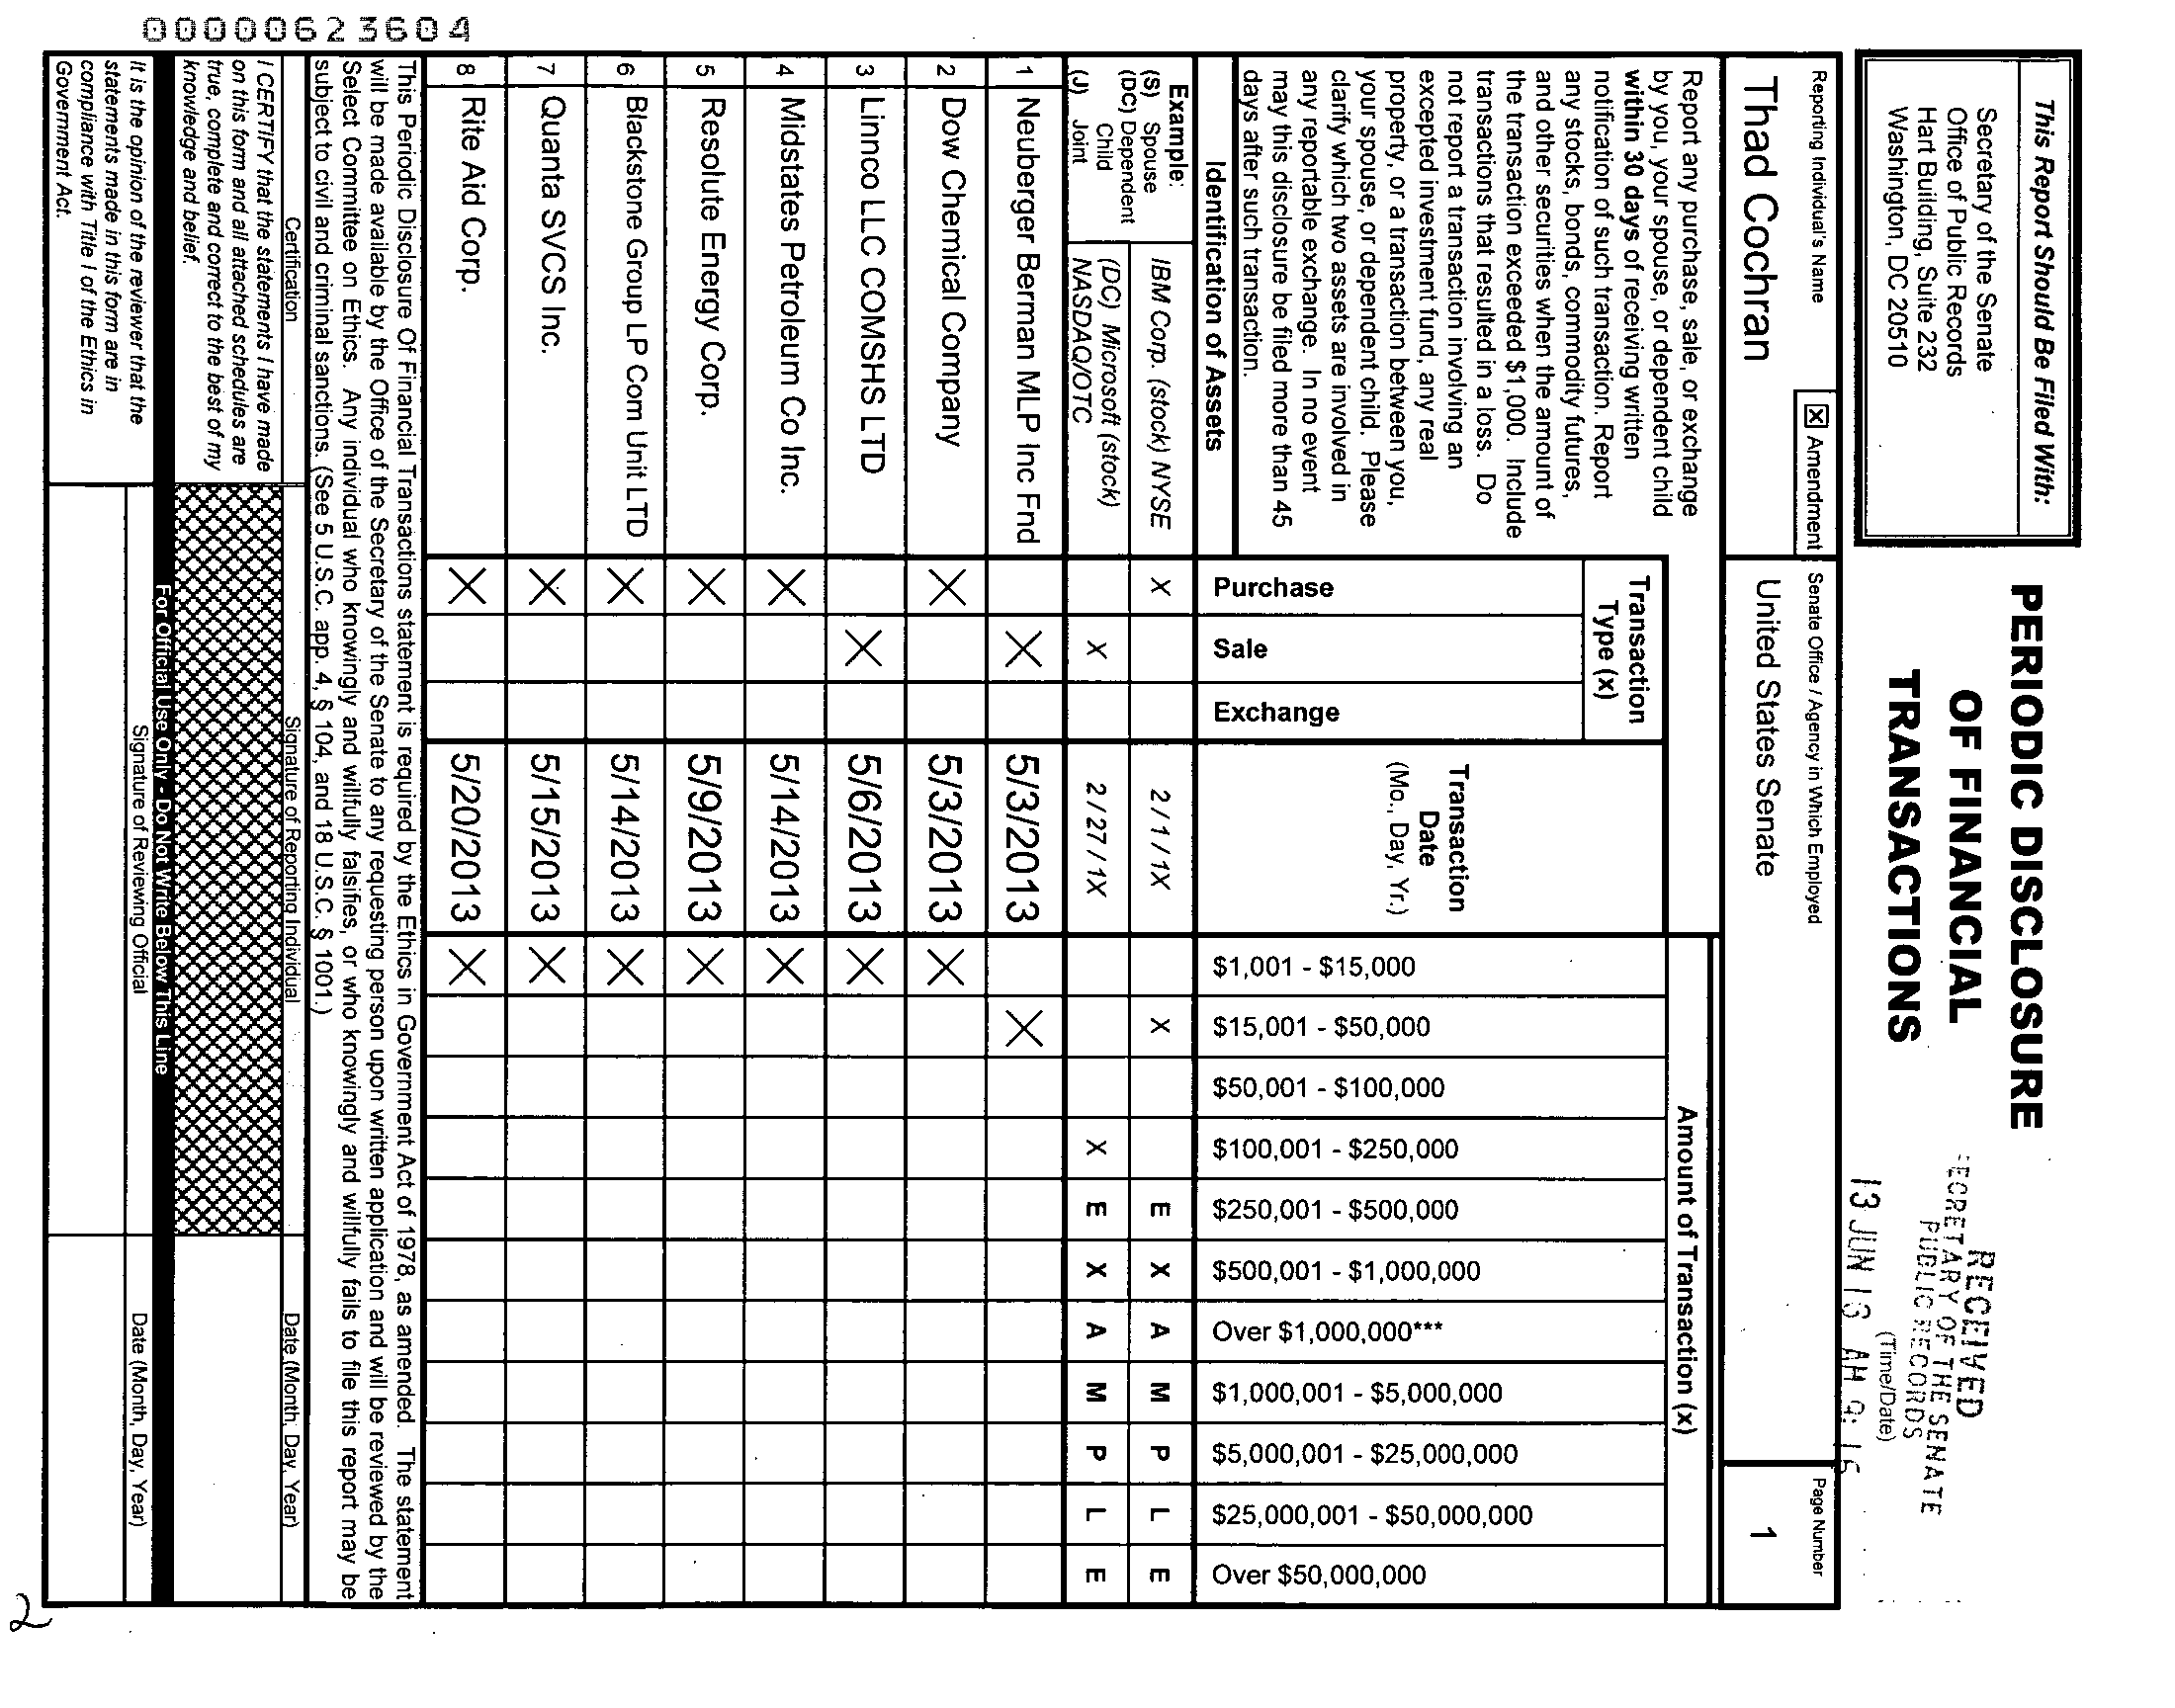 This Report Should Be Filed With:
Secretary of the Senate
Office of Public Records
Hart Building, Suite 232
Washington, DC 20510
PERIODIC DISCLOSURE
OF FINANCIAL
TRANSACTIONS
RECEIVED
SECRETARY OF THE SENATE
PUBLIC RECORDS
(Time/Date)
13 JUN 13 AM 9: 16
Reporting Individual's Name
X Amendment
Senate Office / Agency in Which Employed
Page Number
Thad Cochran
United States Senate
1
Report any purchase, sale, or exchange
by you, your spouse, or dependent child
within 30 days of receiving written
notification of such transaction. Report
any stocks, bonds, commodity futures,
and other securities when the amount of
the transaction exceeded $1,000. Include
transactions that resulted in a loss. Do
not report a transaction involving an
excepted investment fund, any real
property, or a transaction between you,
your spouse, or dependent child. Please
clarify which two assets are involved in
any reportable exchange. In no event
may this disclosure be filed more than 45
days after such transaction.
Identification of Assets
Transaction
Type (x)
Purchase
Sale
Exchange
Transaction
Date
(Mo., Day, Yr.)
Amount of Transaction (x)
$1,001 - $15,000
$15,001 - $50,000
$50,001 - $100,000
$100,001 - $250,000
$250,001 - $500,000
$500,001 - $1,000,000
Over $1,000,000***
$1,000,001 - $5,000,000
$5,000,001 - $25,000,000
$25,000,001 - $50,000,000
Over $50,000,000
Example:
(S) Spouse
(DC) Dependent
Child
(J) Joint
IBM Corp. (stock) NYSE X 2 / 1 / 1X X E X A M P L E
(DC) Microsoft (stock)
NASDAQ/OTC X 2 / 27 / 1X X E X A M P L E
1 Neuberger Berman MLP Inc Fnd X 5/3/2013 X
2 Dow Chemical Company X 5/3/2013 X
3 Linnco LLC COMSHS LTD X 5/6/2013 X
4 Midstates Petroleum Co Inc. X 5/14/2013 X
5 Resolute Energy Corp. X 5/9/2013 X
6 Blackstone Group LP Com Unit LTD X 5/14/2013 X
7 Quanta SVCS Inc. X 5/15/2013 X
8 Rite Aid Corp. X 5/20/2013 X
This Periodic Disclosure Of Financial Transactions statement is required by the Ethics in Government Act of 1978, as amended. The statement
will be made available by the Office of the Secretary of the Senate to any requesting person upon written application and will be reviewed by the
Select Committee on Ethics. Any individual who knowingly and willfully falsifies, or who knowingly and willfully fails to file this report may be
subject to civil and criminal sanctions. (See 5 U.S.C. app. 4, § 104, and 18 U.S.C. § 1001.)
Certification
Signature of Reporting Individual
Date (Month, Day, Year)
I CERTIFY that the statements I have made
on this form and all attached schedules are
true, complete and correct to the best of my
knowledge and belief.
For Official Use Only - Do Not Write Below This Line
It is the opinion of the reviewer that the
statements made in this form are in
compliance with Title I of the Ethics in
Government Act.
Signature of Reviewing Official
Date (Month, Day, Year)
00000623604
2